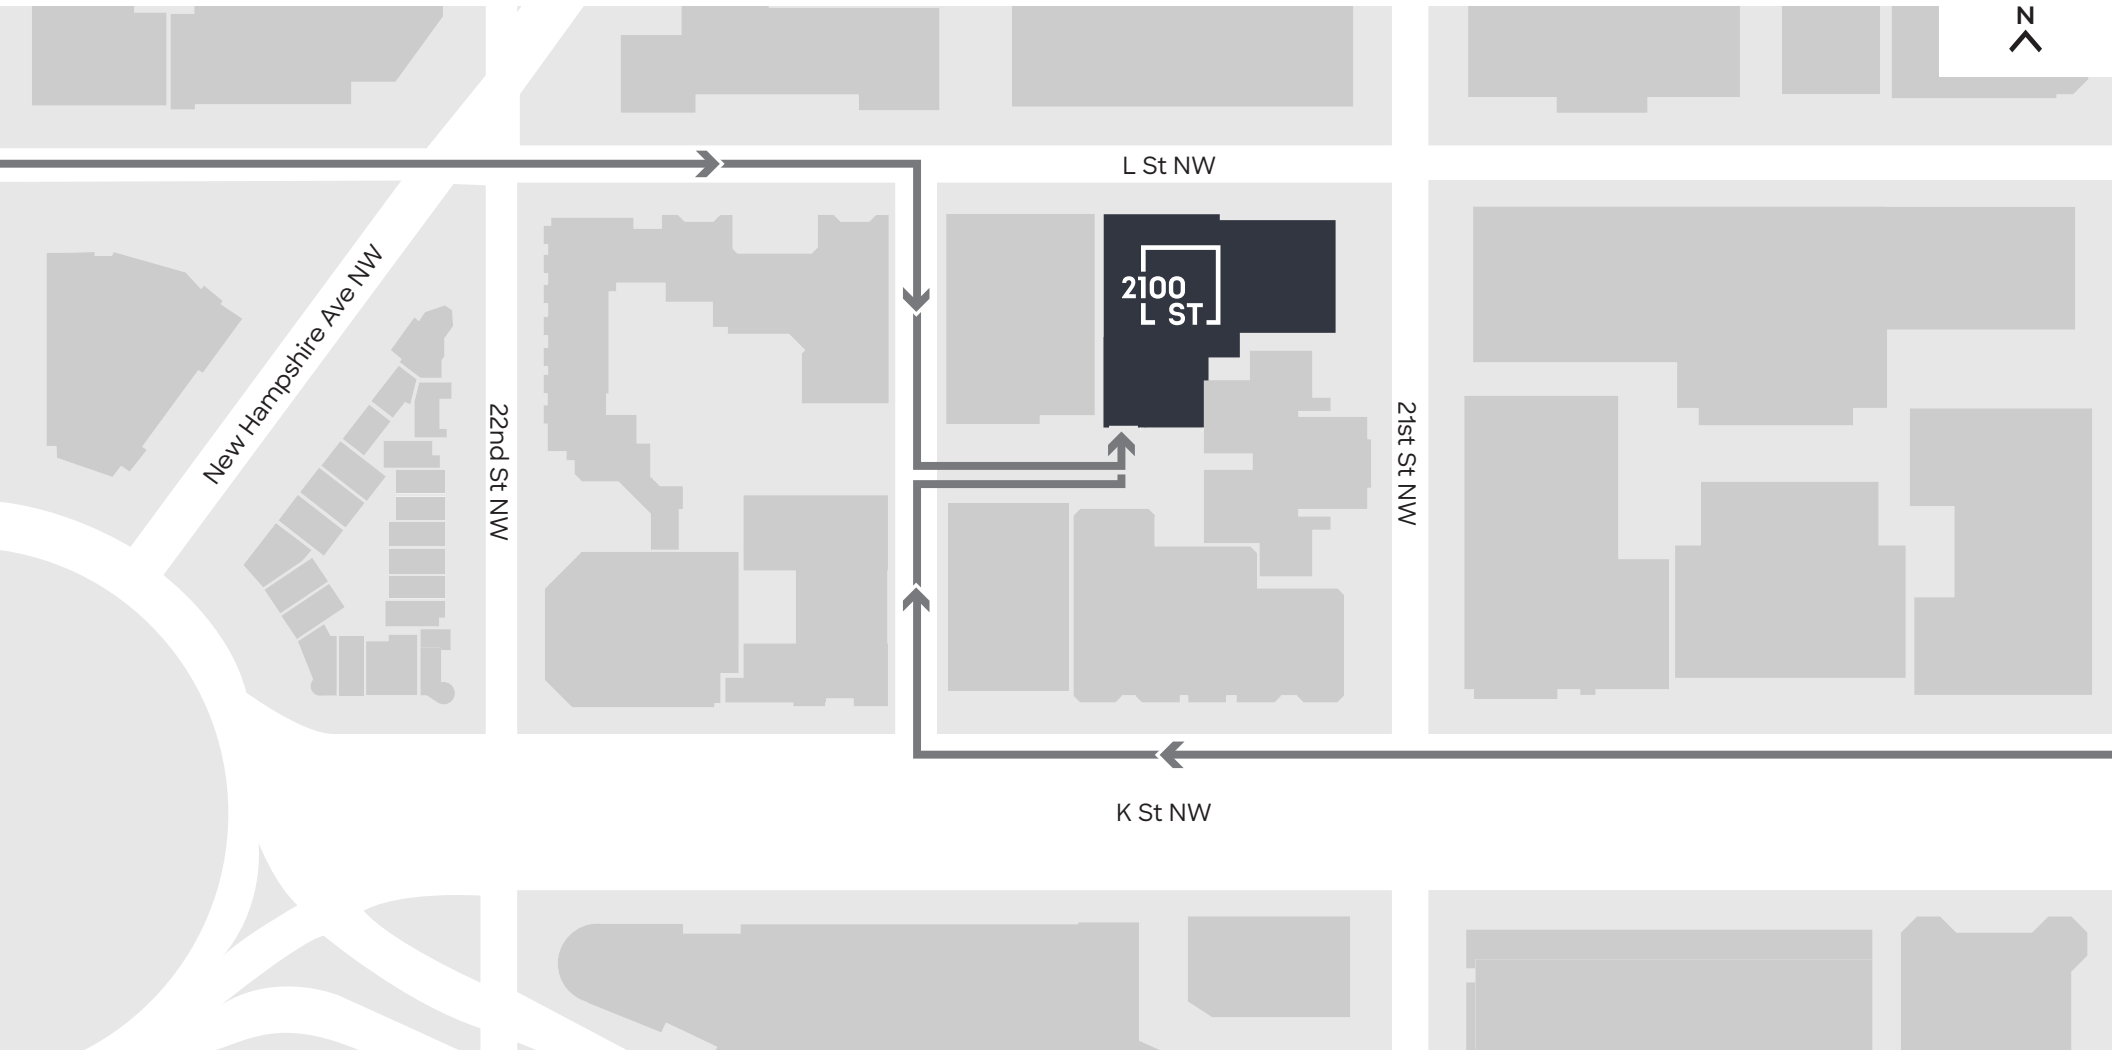 N
L St NW
New Hampshire Ave NW
2100
L ST
22nd St NW
21st St NW
K St NW